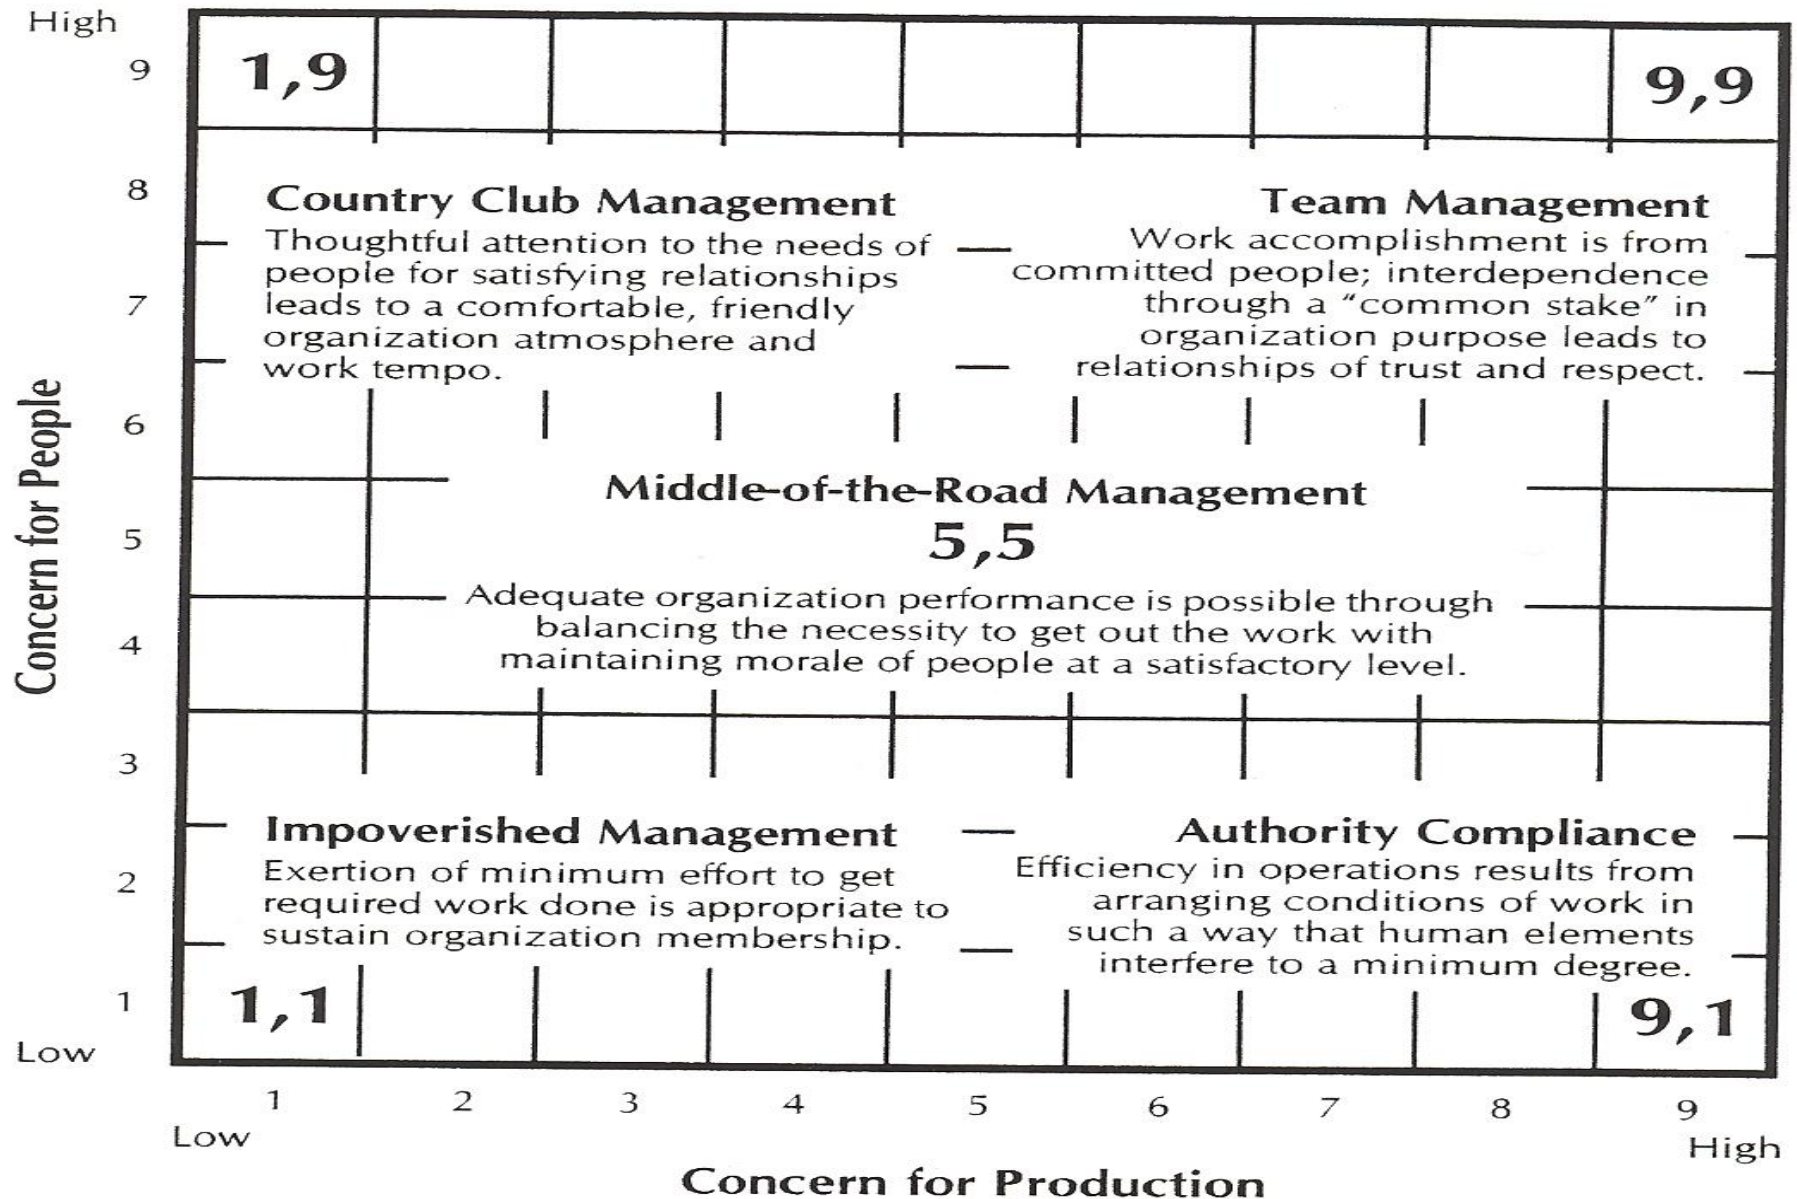 High
9
1,9
9,9
8
Country Club Management
Thoughtful attention to the needs of
people for satisfying relationships
leads to a comfortable, friendly
organization atmosphere and
work tempo.
Team Management
Work accomplishment is from
committed people; interdependence
through a “common stake” in
organization purpose leads to
relationships of trust and respect.
7
6
Concern for People
Middle-of-the-Road Management
5
5,5
Adequate organization performance is possible through
balancing the necessity to get out the work with
maintaining morale of people at a satisfactory level.
4
3
Impoverished Management
Exertion of minimum effort to get
required work done is appropriate to
sustain organization membership.
2
Authority Compliance
Efficiency in operations results from
arranging conditions of work in
such a way that human elements
interfere to a minimum degree.
1
1,1
9,1
Low
1 2 3 4 5 6 7 8 9
Low
High
Concern for Production